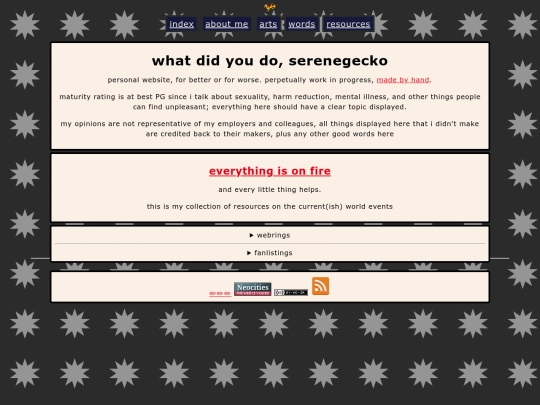 index about me arts words resources
what did you do, serenegecko
personal website, for better or for worse. perpetually work in progress, made by hand.
maturity rating is at best PG since i talk about sexuality, harm reduction, mental illness, and other things people
can find unpleasant; everything here should have a clear topic displayed.
my opinions are not representative of my employers and colleagues, all things displayed here that i didn't make
are credited back to their makers, plus any other good words here
everything is on fire
and every little thing helps.
this is my collection of resources on the current(ish) world events
▶ webrings
▶ fanlistings
Neocities